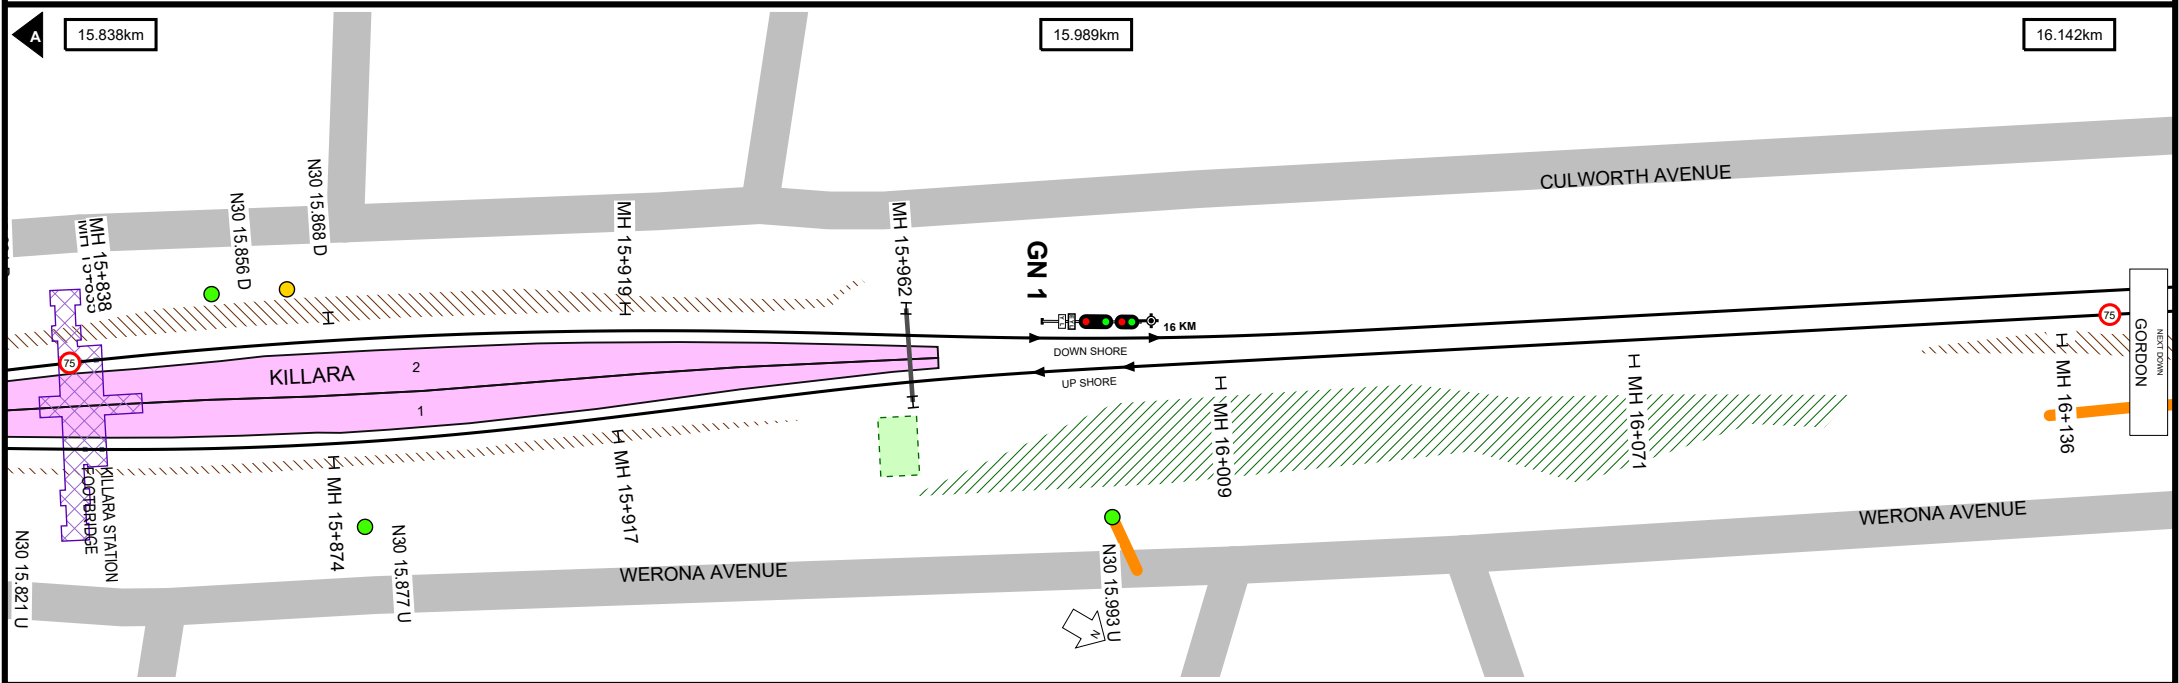 A
15.838km
15.989km
16.142km
CULWORTH AVENUE
N30 15.868 D
N30 15.856 D
MH 15+838
MH 15+835
MH 15+919
MH 15+962
GN 1
16 KM
DOWN SHORE
UP SHORE
75
75
KILLARA
2
1
GORDON
NEXT DOWN
MH 16+009
MH 16+071
MH 16+136
KILLARA STATION
FOOTBRIDGE
MH 15+874
MH 15+917
N30 15.821 U
N30 15.877 U
N30 15.993 U
WERONA AVENUE
WERONA AVENUE
N